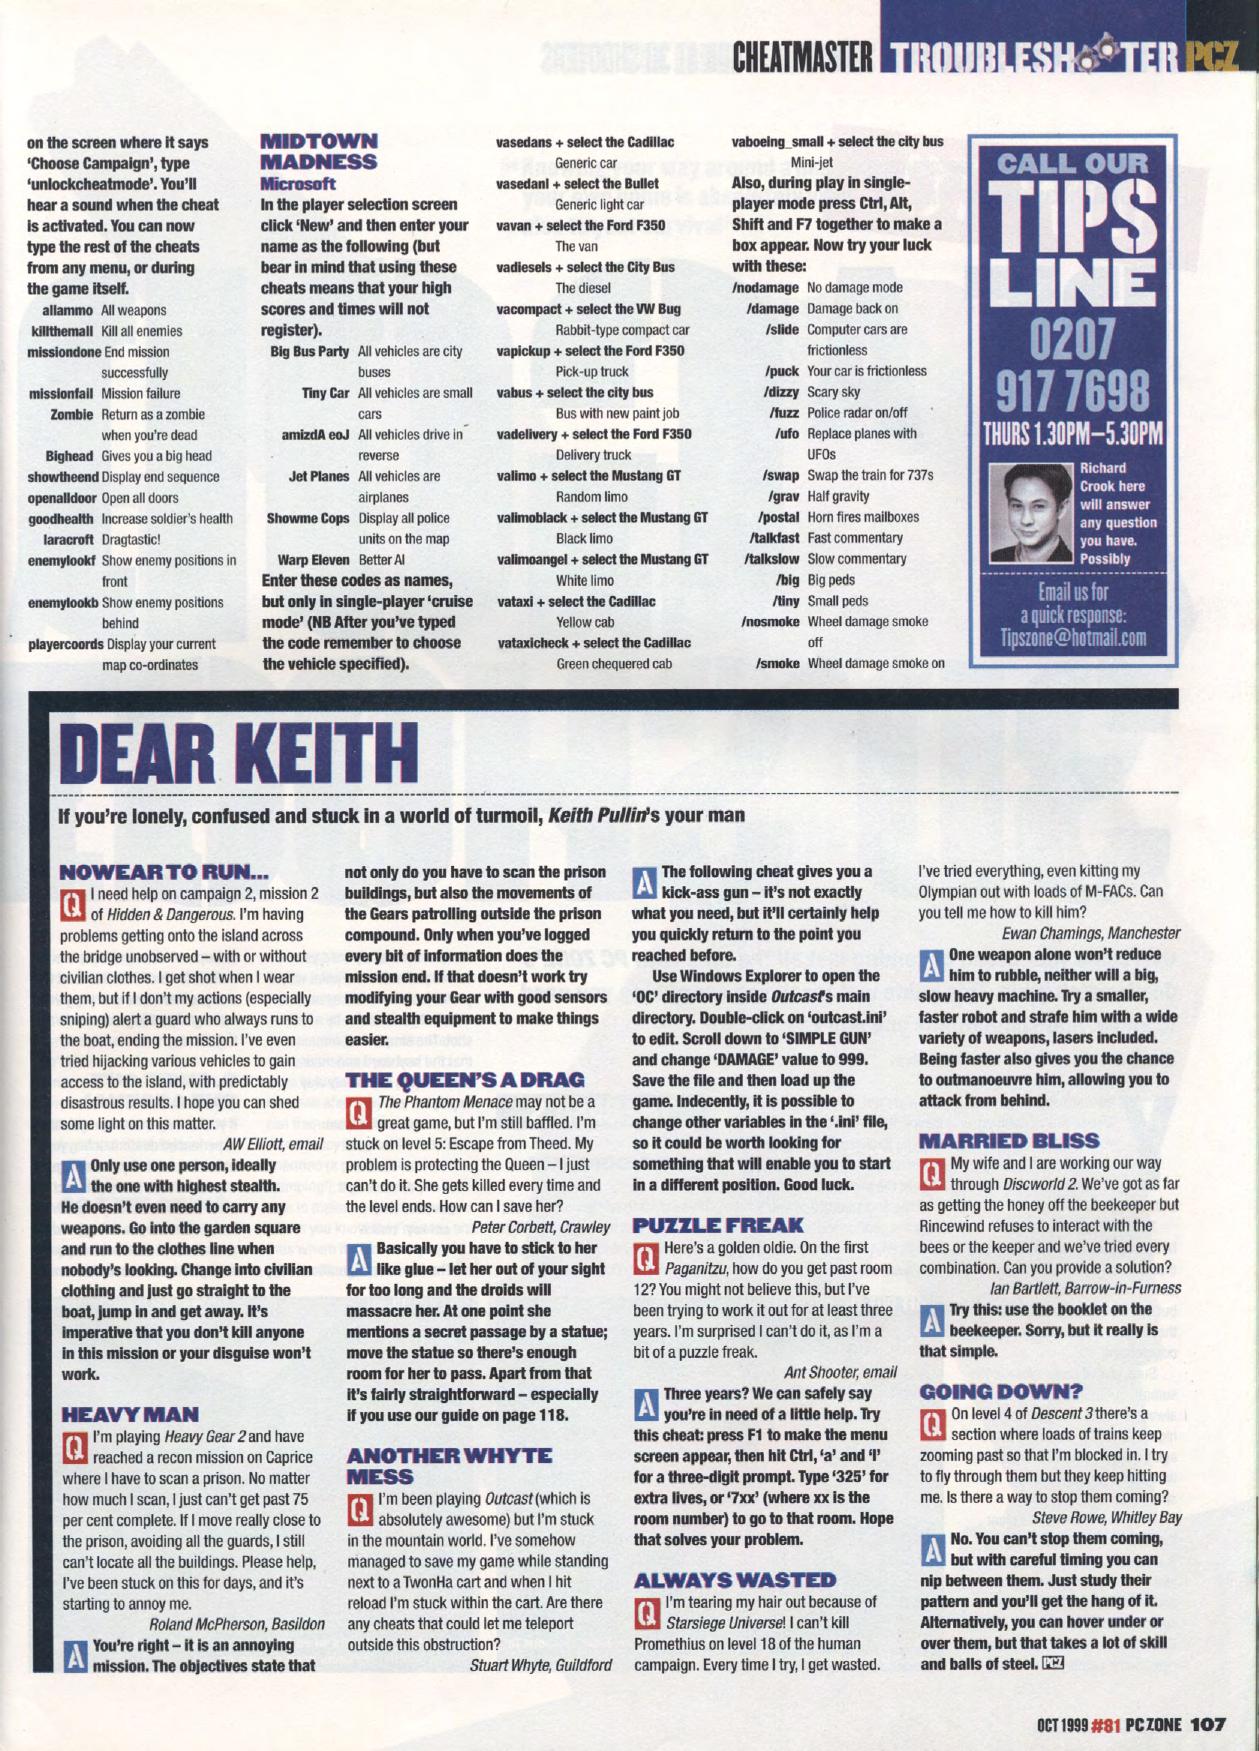 CHEATMASTER TROUBLESHOOTER PCZ
on the screen where it says
'Choose Campaign', type
'unlockcheatmode'. You'll
hear a sound when the cheat
is activated. You can now
type the rest of the cheats
from any menu, or during
the game itself.
allammo All weapons
killthemall Kill all enemies
missiondone End mission
successfully
missionfail Mission failure
Zombie Return as a zombie
when you're dead
Bighead Gives you a big head
showtheend Display end sequence
openalldoor Open all doors
goodhealth Increase soldier's health
laracroft Dragtastic!
enemylookf Show enemy positions in
front
enemylookb Show enemy positions
behind
playercoords Display your current
map co-ordinates
MIDTOWN
MADNESS
Microsoft
In the player selection screen
click 'New' and then enter your
name as the following (but
bear in mind that using these
cheats means that your high
scores and times will not
register).
Big Bus Party All vehicles are city
buses
Tiny Car All vehicles are small
cars
amizdA eoJ All vehicles drive in
reverse
Jet Planes All vehicles are
airplanes
Showme Cops Display all police
units on the map
Warp Eleven Better AI
Enter these codes as names,
but only in single-player 'cruise
mode' (NB After you've typed
the code remember to choose
the vehicle specified).
vasedans + select the Cadillac
Generic car
vasedanl + select the Bullet
Generic light car
vavan + select the Ford F350
The van
vadiesels + select the City Bus
The diesel
vacompact + select the VW Bug
Rabbit-type compact car
vapickup + select the Ford F350
Pick-up truck
vabus + select the city bus
Bus with new paint job
vadelivery + select the Ford F350
Delivery truck
valimo + select the Mustang GT
Random limo
valimoblack + select the Mustang GT
Black limo
valimoangel + select the Mustang GT
White limo
vataxi + select the Cadillac
Yellow cab
vataxicheck + select the Cadillac
Green chequered cab
vaboeing_small + select the city bus
Mini-jet
Also, during play in single-
player mode press Ctrl, Alt,
Shift and F7 together to make a
box appear. Now try your luck
with these:
/nodamage No damage mode
/damage Damage back on
/slide Computer cars are
frictionless
/puck Your car is frictionless
/dizzy Scary sky
/fuzz Police radar on/off
/ufo Replace planes with
UFOs
/swap Swap the train for 737s
/grav Half gravity
/postal Horn fires mailboxes
/talkfast Fast commentary
/talkslow Slow commentary
/big Big peds
/tiny Small peds
/nosmoke Wheel damage smoke
off
/smoke Wheel damage smoke on
CALL OUR
TIPS
LINE
0207
917 7698
THURS 1.30PM–5.30PM
Richard
Crook here
will answer
any question
you have.
Possibly
Email us for
a quick response:
Tipszone@hotmail.com
DEAR KEITH
If you're lonely, confused and stuck in a world of turmoil, Keith Pullin's your man
NOWEAR TO RUN...
Q I need help on campaign 2, mission 2
of Hidden & Dangerous. I'm having
problems getting onto the island across
the bridge unobserved – with or without
civilian clothes. I get shot when I wear
them, but if I don't my actions (especially
sniping) alert a guard who always runs to
the boat, ending the mission. I've even
tried hijacking various vehicles to gain
access to the island, with predictably
disastrous results. I hope you can shed
some light on this matter.
AW Elliott, email
A Only use one person, ideally
the one with highest stealth.
He doesn't even need to carry any
weapons. Go into the garden square
and run to the clothes line when
nobody's looking. Change into civilian
clothing and just go straight to the
boat, jump in and get away. It's
imperative that you don't kill anyone
in this mission or your disguise won't
work.
HEAVY MAN
Q I'm playing Heavy Gear 2 and have
reached a recon mission on Caprice
where I have to scan a prison. No matter
how much I scan, I just can't get past 75
per cent complete. If I move really close to
the prison, avoiding all the guards, I still
can't locate all the buildings. Please help,
I've been stuck on this for days, and it's
starting to annoy me.
Roland McPherson, Basildon
A You're right – it is an annoying
mission. The objectives state that
not only do you have to scan the prison
buildings, but also the movements of
the Gears patrolling outside the prison
compound. Only when you've logged
every bit of information does the
mission end. If that doesn't work try
modifying your Gear with good sensors
and stealth equipment to make things
easier.
THE QUEEN'S A DRAG
Q The Phantom Menace may not be a
great game, but I'm still baffled. I'm
stuck on level 5: Escape from Theed. My
problem is protecting the Queen – I just
can't do it. She gets killed every time and
the level ends. How can I save her?
Peter Corbett, Crawley
A Basically you have to stick to her
like glue – let her out of your sight
for too long and the droids will
massacre her. At one point she
mentions a secret passage by a statue;
move the statue so there's enough
room for her to pass. Apart from that
it's fairly straightforward – especially
if you use our guide on page 118.
ANOTHER WHYTE
MESS
Q I'm been playing Outcast (which is
absolutely awesome) but I'm stuck
in the mountain world. I've somehow
managed to save my game while standing
next to a TwonHa cart and when I hit
reload I'm stuck within the cart. Are there
any cheats that could let me teleport
outside this obstruction?
Stuart Whyte, Guildford
A The following cheat gives you a
kick-ass gun – it's not exactly
what you need, but it'll certainly help
you quickly return to the point you
reached before.
Use Windows Explorer to open the
'OC' directory inside Outcast's main
directory. Double-click on 'outcast.ini'
to edit. Scroll down to 'SIMPLE GUN'
and change 'DAMAGE' value to 999.
Save the file and then load up the
game. Indecently, it is possible to
change other variables in the '.ini' file,
so it could be worth looking for
something that will enable you to start
in a different position. Good luck.
PUZZLE FREAK
Q Here's a golden oldie. On the first
Paganitzu, how do you get past room
12? You might not believe this, but I've
been trying to work it out for at least three
years. I'm surprised I can't do it, as I'm a
bit of a puzzle freak.
Ant Shooter, email
A Three years? We can safely say
you're in need of a little help. Try
this cheat: press F1 to make the menu
screen appear, then hit Ctrl, 'a' and 'l'
for a three-digit prompt. Type '325' for
extra lives, or '7xx' (where xx is the
room number) to go to that room. Hope
that solves your problem.
ALWAYS WASTED
Q I'm tearing my hair out because of
Starsiege Universe! I can't kill
Promethius on level 18 of the human
campaign. Every time I try, I get wasted.
I've tried everything, even kitting my
Olympian out with loads of M-FACs. Can
you tell me how to kill him?
Ewan Chamings, Manchester
A One weapon alone won't reduce
him to rubble, neither will a big,
slow heavy machine. Try a smaller,
faster robot and strafe him with a wide
variety of weapons, lasers included.
Being faster also gives you the chance
to outmanoeuvre him, allowing you to
attack from behind.
MARRIED BLISS
Q My wife and I are working our way
through Discworld 2. We've got as far
as getting the honey off the beekeeper but
Rincewind refuses to interact with the
bees or the keeper and we've tried every
combination. Can you provide a solution?
Ian Bartlett, Barrow-in-Furness
A Try this: use the booklet on the
beekeeper. Sorry, but it really is
that simple.
GOING DOWN?
Q On level 4 of Descent 3 there's a
section where loads of trains keep
zooming past so that I'm blocked in. I try
to fly through them but they keep hitting
me. Is there a way to stop them coming?
Steve Rowe, Whitley Bay
A No. You can't stop them coming,
but with careful timing you can
nip between them. Just study their
pattern and you'll get the hang of it.
Alternatively, you can hover under or
over them, but that takes a lot of skill
and balls of steel. PCZ
OCT 1999 #81 PC ZONE 107